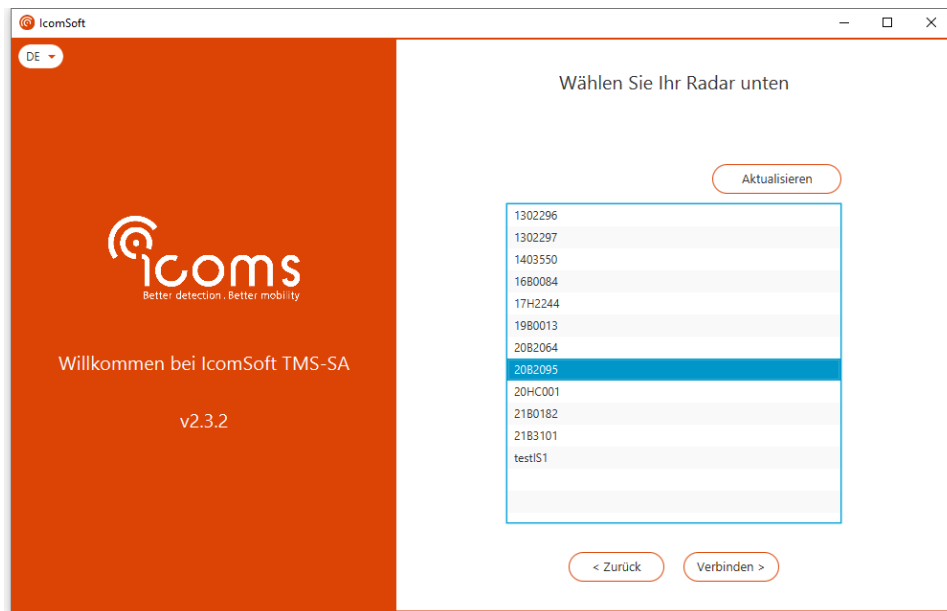 IcomSoft
DE
icoms
Better detection . Better mobility
Willkommen bei IcomSoft TMS-SA
v2.3.2
Wählen Sie Ihr Radar unten
Aktualisieren
1302296
1302297
1403550
16B0084
17H2244
19B0013
20B2064
20B2095
20HC001
21B0182
21B3101
testIS1
< Zurück
Verbinden >